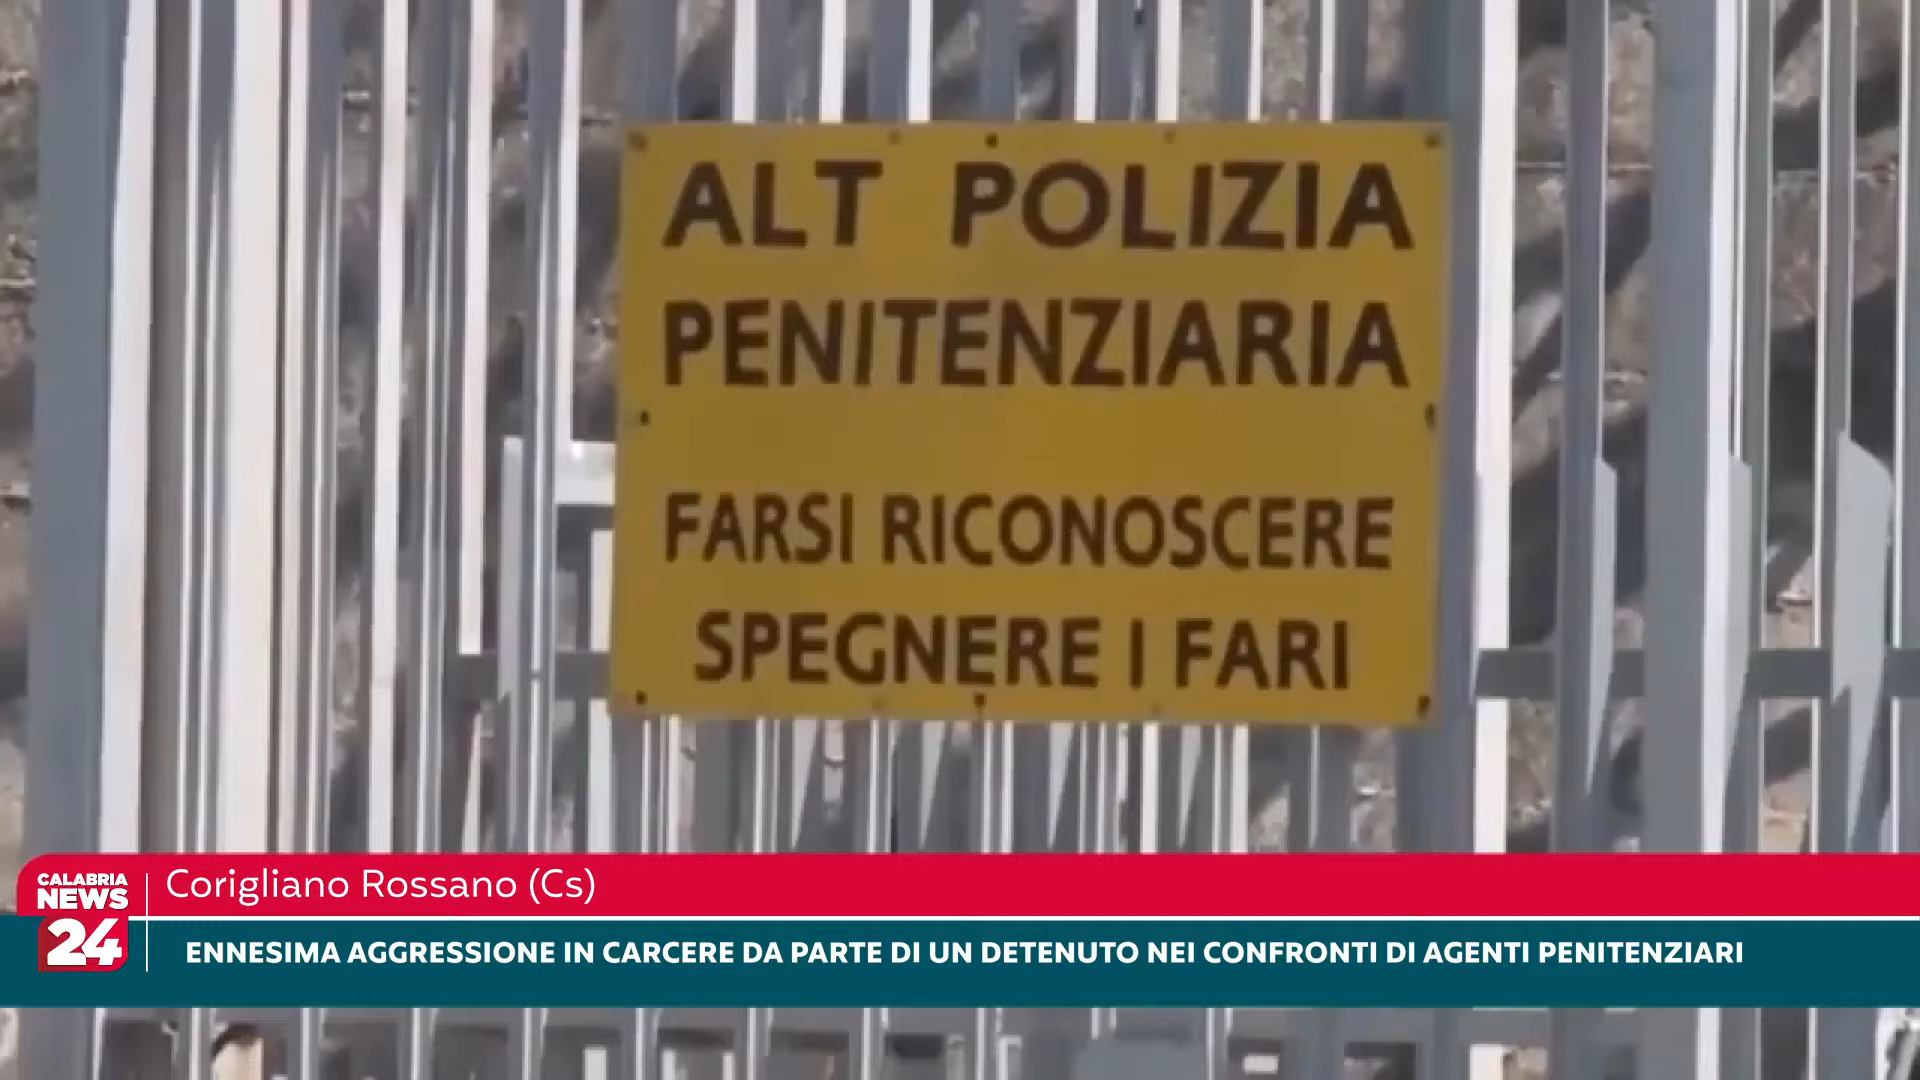 ALT POLIZIA
PENITENZIARIA
FARSI RICONOSCERE
SPEGNERE I FARI
Corigliano Rossano (Cs)
CALABRIA
NEWS
24
ENNESIMA AGGRESSIONE IN CARCERE DA PARTE DI UN DETENUTO NEI CONFRONTI DI AGENTI PENITENZIARI